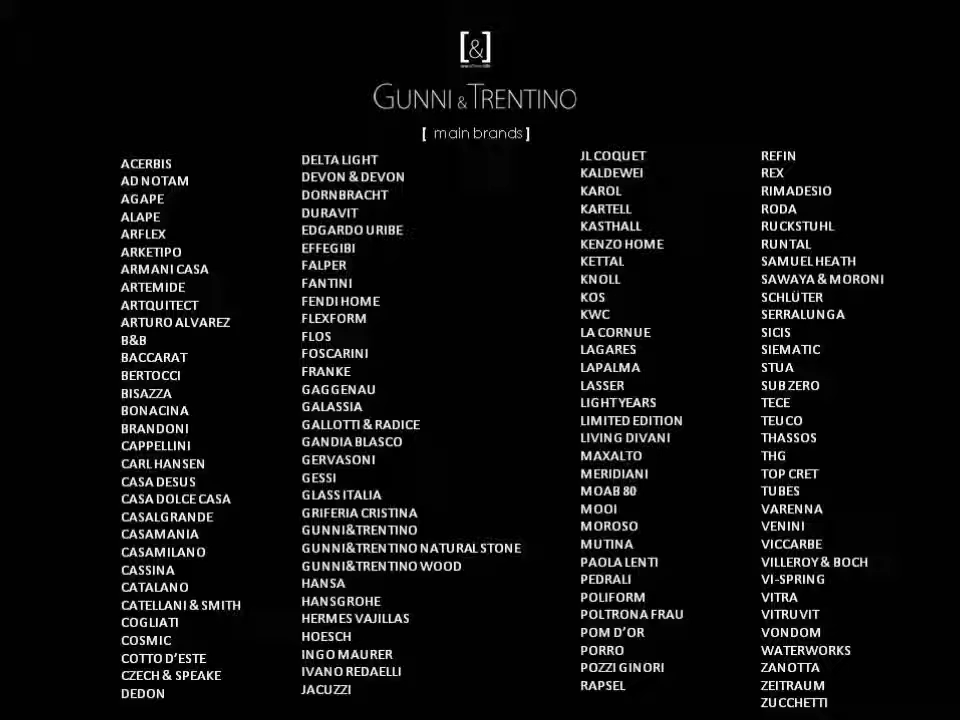 [&]
GUNNI & TRENTINO
[ main brands ]
ACERBIS
AD NOTAM
AGAPE
ALAPE
ARFLEX
ARKETIPO
ARMANI CASA
ARTEMIDE
ARTQUITECT
ARTURO ALVAREZ
B&B
BACCARAT
BERTOCCI
BISAZZA
BONACINA
BRANDONI
CAPPELLINI
CARL HANSEN
CASA DESUS
CASA DOLCE CASA
CASALGRANDE
CASAMANIA
CASAMILANO
CASSINA
CATALANO
CATELLANI & SMITH
COGLIATI
COSMIC
COTTO D’ESTE
CZECH & SPEAKE
DEDON
DELTA LIGHT
DEVON & DEVON
DORNBRACHT
DURAVIT
EDGARDO URIBE
EFFEGIBI
FALPER
FANTINI
FENDI HOME
FLEXFORM
FLOS
FOSCARINI
FRANKE
GAGGENAU
GALASSIA
GALLOTTI & RADICE
GANDIA BLASCO
GERVASONI
GESSI
GLASS ITALIA
GRIFERIA CRISTINA
GUNNI&TRENTINO
GUNNI&TRENTINO NATURAL STONE
GUNNI&TRENTINO WOOD
HANSA
HANSGROHE
HERMES VAJILLAS
HOESCH
INGO MAURER
IVANO REDAELLI
JACUZZI
JL COQUET
KALDEWEI
KAROL
KARTELL
KASTHALL
KENZO HOME
KETTAL
KNOLL
KOS
KWC
LA CORNUE
LAGARES
LAPALMA
LASSER
LIGHTYEARS
LIMITED EDITION
LIVING DIVANI
MAXALTO
MERIDIANI
MOAB 80
MOOI
MOROSO
MUTINA
PAOLA LENTI
PEDRALI
POLIFORM
POLTRONA FRAU
POM D’OR
PORRO
POZZI GINORI
RAPSEL
REFIN
REX
RIMADESIO
RODA
RUCKSTUHL
RUNTAL
SAMUEL HEATH
SAWAYA & MORONI
SCHLÜTER
SERRALUNGA
SICIS
SIEMATIC
STUA
SUB ZERO
TECE
TEUCO
THASSOS
THG
TOP CRET
TUBES
VARENNA
VENINI
VICCARBE
VILLEROY & BOCH
VI-SPRING
VITRA
VITRUVIT
VONDOM
WATERWORKS
ZANOTTA
ZEITRAUM
ZUCCHETTI